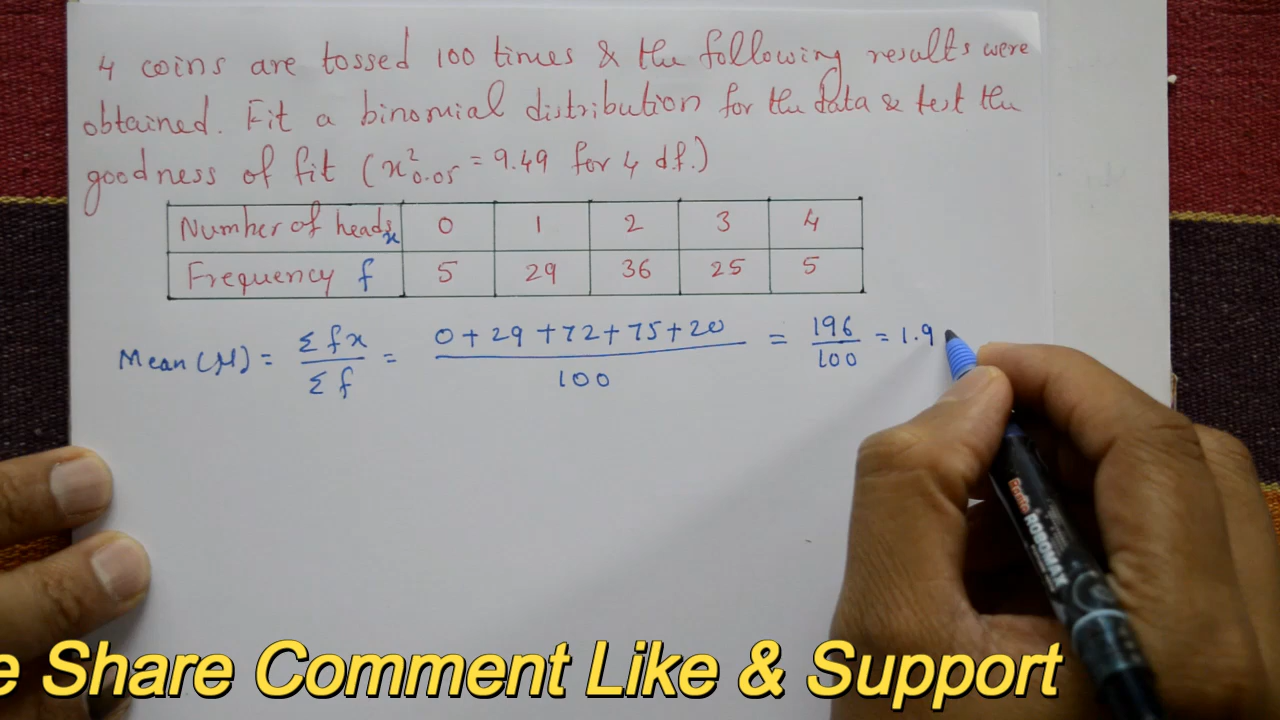 4 coins are tossed 100 times & the following results were
obtained. Fit a binomial distribution for the data & test the
goodness of fit (x²0.05 = 9.49 for 4 d.f.)
Number of heads x 0 1 2 3 4
Frequency f 5 29 36 25 5
Mean (μ) = Σfx/Σf = 0+29+72+75+20/100 = 196/100 = 1.9
ROBOMAX
e Share Comment Like & Support